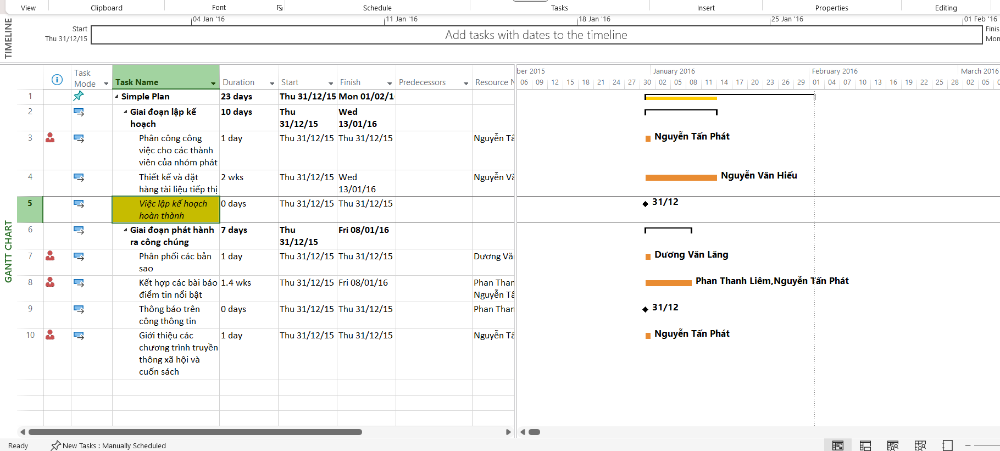 View
Clipboard
Font
Schedule
Tasks
Insert
Properties
Editing
TIMELINE
04 Jan '16
11 Jan '16
18 Jan '16
25 Jan '16
01 Feb '16
Start
Thu 31/12/15
Add tasks with dates to the timeline
Finis
Mon
GANTT CHART
Task Mode
Task Name
Duration
Start
Finish
Predecessors
Resource N
1 Simple Plan 23 days Thu 31/12/15 Mon 01/02/1
2 Giai đoạn lập kế 10 days Thu Wed
hoạch 31/12/15 13/01/16
3 Phân công công 1 day Thu 31/12/15 Thu 31/12/15 Nguyễn Tấ
việc cho các thành
viên của nhóm phát
4 Thiết kế và đặt 2 wks Thu 31/12/15 Wed Nguyễn Vă
hàng tài liệu tiếp thị 13/01/16
5 Việc lập kế hoạch 0 days Thu 31/12/15 Thu 31/12/15
hoàn thành
6 Giai đoạn phát hành 7 days Thu Fri 08/01/16
ra công chúng 31/12/15
7 Phân phối các bản 1 day Thu 31/12/15 Thu 31/12/15 Dương Văn
sao
8 Kết hợp các bài báo 1.4 wks Thu 31/12/15 Fri 08/01/16 Phan Than
điểm tin nổi bật Nguyễn Tấ
9 Thông báo trên 0 days Thu 31/12/15 Thu 31/12/15 Phan Than
công thông tin
10 Giới thiệu các 1 day Thu 31/12/15 Thu 31/12/15 Nguyễn Tấ
chương trình truyền
thông xã hội và
cuốn sách
ber 2015 January 2016 February 2016 March 2016
06 09 12 15 18 21 24 27 30 02 05 08 11 14 17 20 23 26 29 01 04 07 10 13 16 19 22 25 28 02 05 0
Nguyễn Tấn Phát
Nguyễn Văn Hiếu
31/12
Dương Văn Lăng
Phan Thanh Liêm,Nguyễn Tấn Phát
31/12
Nguyễn Tấn Phát
Ready
New Tasks : Manually Scheduled